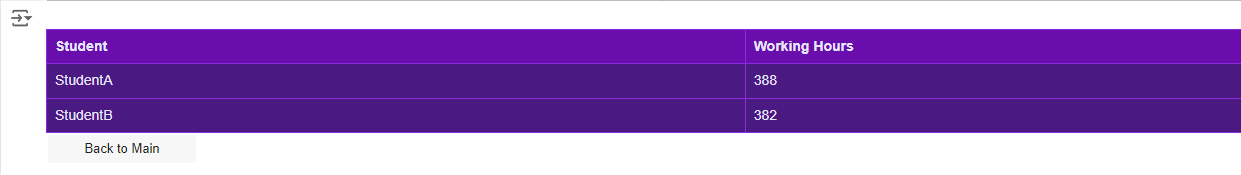 Student Working Hours
StudentA 388
StudentB 382
Back to Main